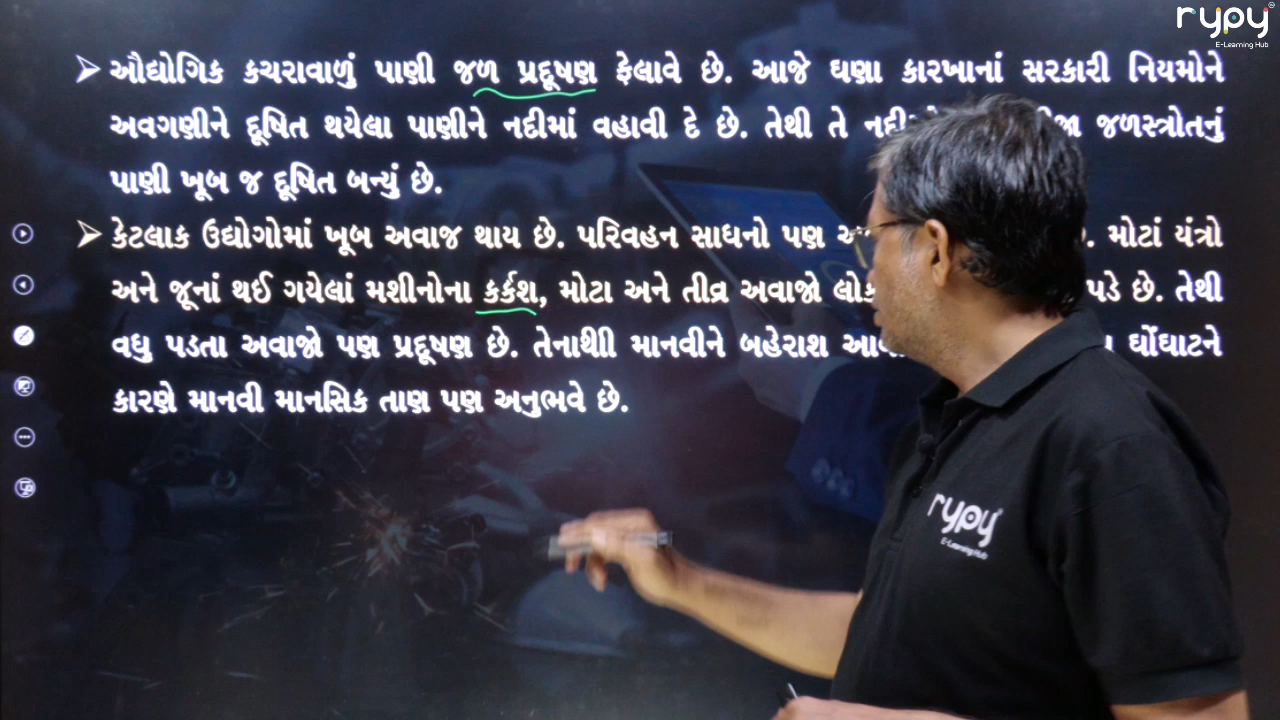 rypy
E-Learning Hub
ઔદ્યોગિક કચરાવાળું પાણી જળ પ્રદૂષણ ફેલાવે છે. આજે ઘણા કારખાનાં સરકારી નિયમોને
અવગણીને દૂષિત થયેલા પાણીને નદીમાં વહાવી દે છે. તેથી તે જળસ્ત્રોતનું
પાણી ખૂબ જ દૂષિત બન્યું છે.
કેટલાક ઉદ્યોગોમાં ખૂબ અવાજ થાય છે. પરિવહન સાધનો પણ મોટાં યંત્રો
અને જૂનાં થઈ ગયેલાં મશીનોના કર્કશ, મોટા અને તીવ્ર અવાજો પડે છે. તેથી
વધુ પડતા અવાજો પણ પ્રદૂષણ છે. તેનાથીી માનવીને બહેરાશ ઘોંઘાટને
કારણે માનવી માનસિક તાણ પણ અનુભવે છે.
rypy
E-Learning Hub